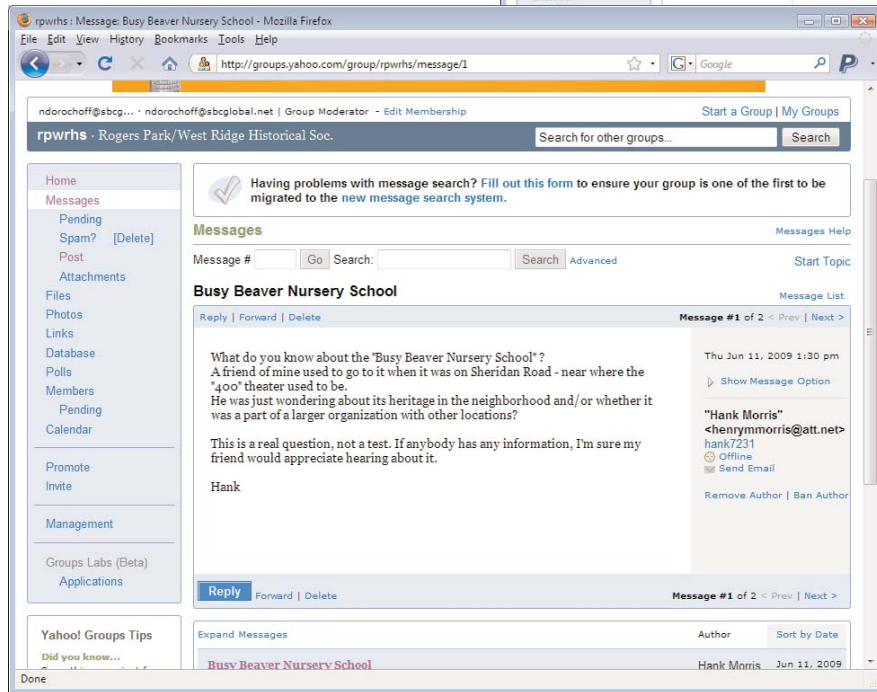 rpwrhs : Message: Busy Beaver Nursery School - Mozilla Firefox
File Edit View History Bookmarks Tools Help
http://groups.yahoo.com/group/rpwrhs/message/1
G Google
P
ndorochoff@sbcg... · ndorochoff@sbcglobal.net | Group Moderator - Edit Membership
Start a Group | My Groups
rpwrhs · Rogers Park/West Ridge Historical Soc.
Search for other groups...
Search
Home
Messages
Pending
Spam? [Delete]
Post
Attachments
Files
Photos
Links
Database
Polls
Members
Pending
Calendar
Promote
Invite
Management
Groups Labs (Beta)
Applications
Yahoo! Groups Tips
Did you know...
Having problems with message search? Fill out this form to ensure your group is one of the first to be
migrated to the new message search system.
Messages
Messages Help
Message # Go Search: Search Advanced
Start Topic
Busy Beaver Nursery School
Message List
Reply | Forward | Delete
Message #1 of 2 < Prev | Next >
What do you know about the "Busy Beaver Nursery School" ?
A friend of mine used to go to it when it was on Sheridan Road - near where the
"400" theater used to be.
He was just wondering about its heritage in the neighborhood and/or whether it
was a part of a larger organization with other locations?
This is a real question, not a test. If anybody has any information, I'm sure my
friend would appreciate hearing about it.
Hank
Thu Jun 11, 2009 1:30 pm
Show Message Option
"Hank Morris"
<henrymmorris@att.net>
hank7231
Offline
Send Email
Remove Author | Ban Author
Reply Forward | Delete
Message #1 of 2 < Prev | Next >
Expand Messages
Author
Sort by Date
Busy Beaver Nursery School
Hank Morris
Jun 11, 2009
Done